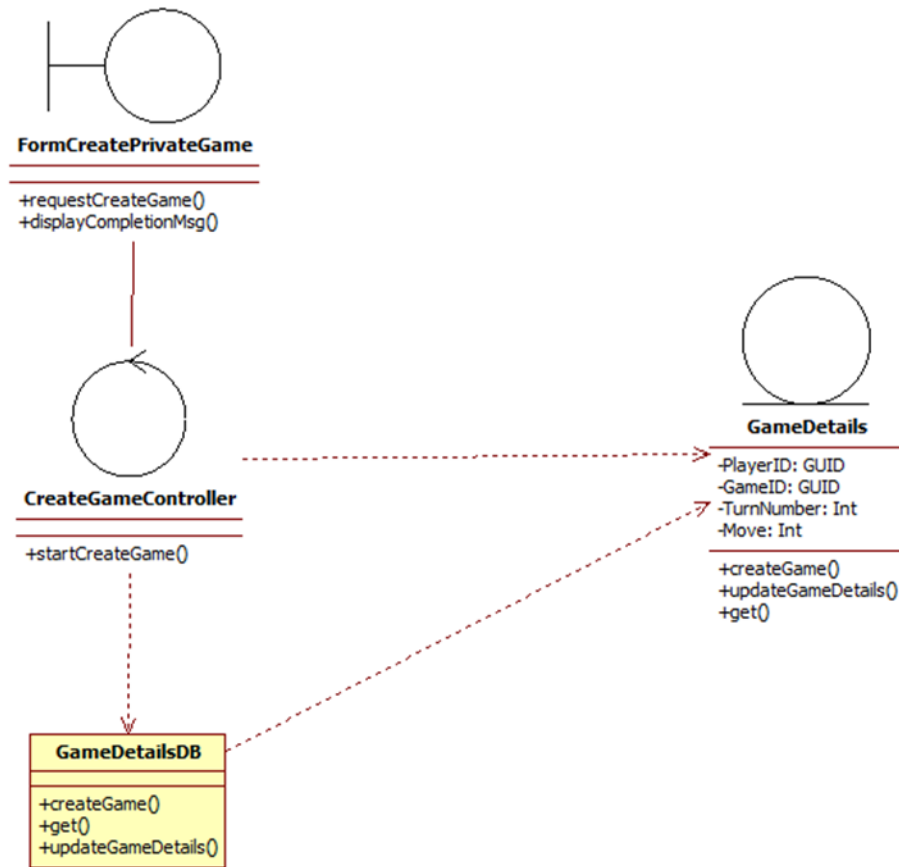 FormCreatePrivateGame
+requestCreateGame()
+displayCompletionMsg()
CreateGameController
+startCreateGame()
GameDetails
-PlayerID: GUID
-GameID: GUID
-TurnNumber: Int
-Move: Int
+createGame()
+updateGameDetails()
+get()
GameDetailsDB
+createGame()
+get()
+updateGameDetails()